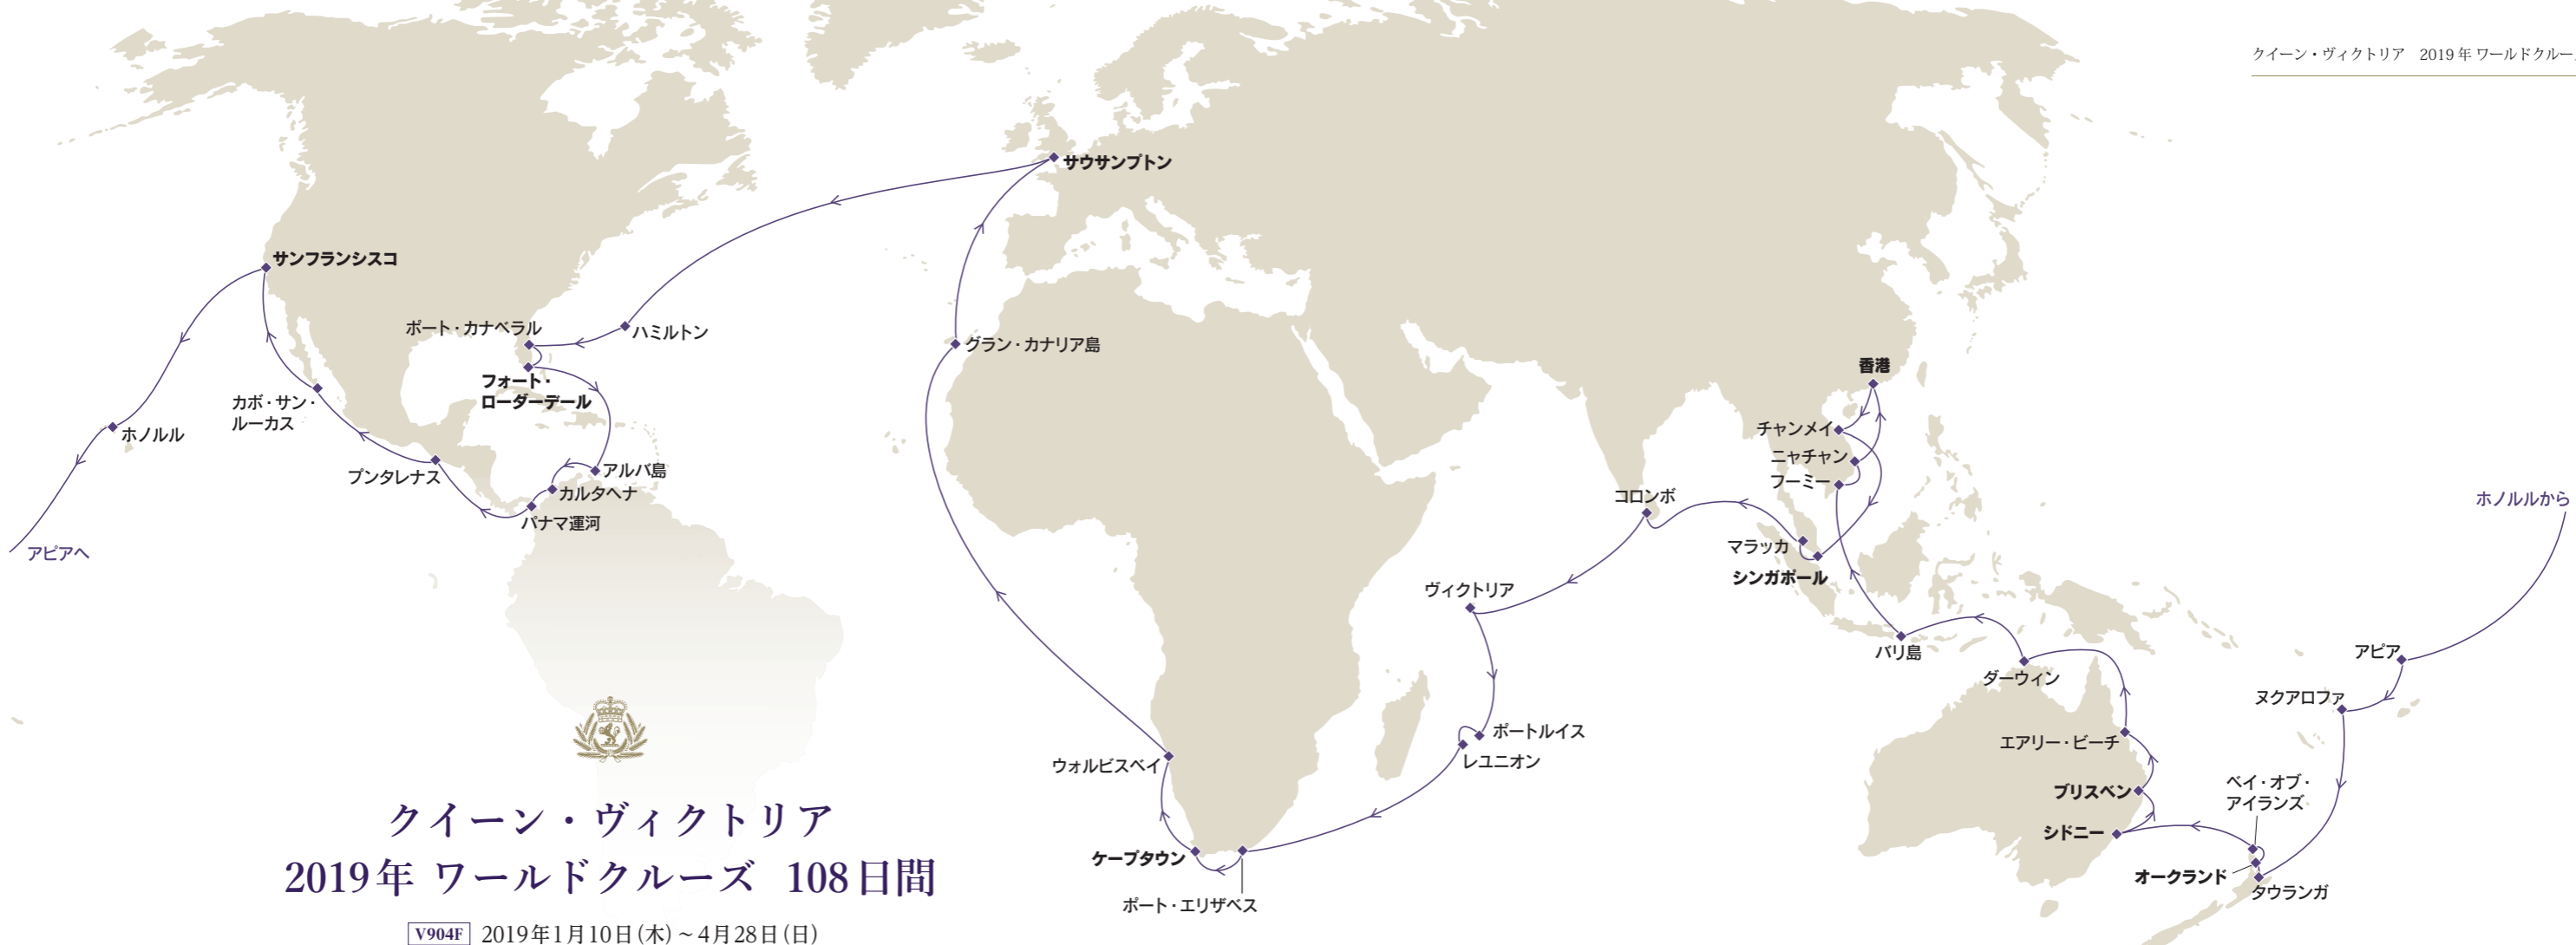 クイーン・ヴィクトリア 2019年 ワールドクルー
サウサンプトン
サンフランシスコ
ポート・カナベラル
ハミルトン
グラン・カナリア島
香港
フォート・
ローダーデール
カボ・サン・
ルーカス
ホノルル
チャンメイ
ニャチャン
プンタレナス
アルバ島
フーミー
カルタヘナ
コロンボ
ホノルルから
パナマ運河
アピアへ
マラッカ
シンガポール
ヴィクトリア
バリ島
アピア
ダーウィン
ヌクアロファ
ポートルイス
エアリー・ビーチ
レユニオン
ウォルビスベイ
ベイ・オブ・
アイランズ
ブリスベン
シドニー
ケープタウン
オークランド
タウランガ
ポート・エリザベス
クイーン・ヴィクトリア
2019年 ワールドクルーズ 108日間
V904F 2019年1月10日(木)~4月28日(日)